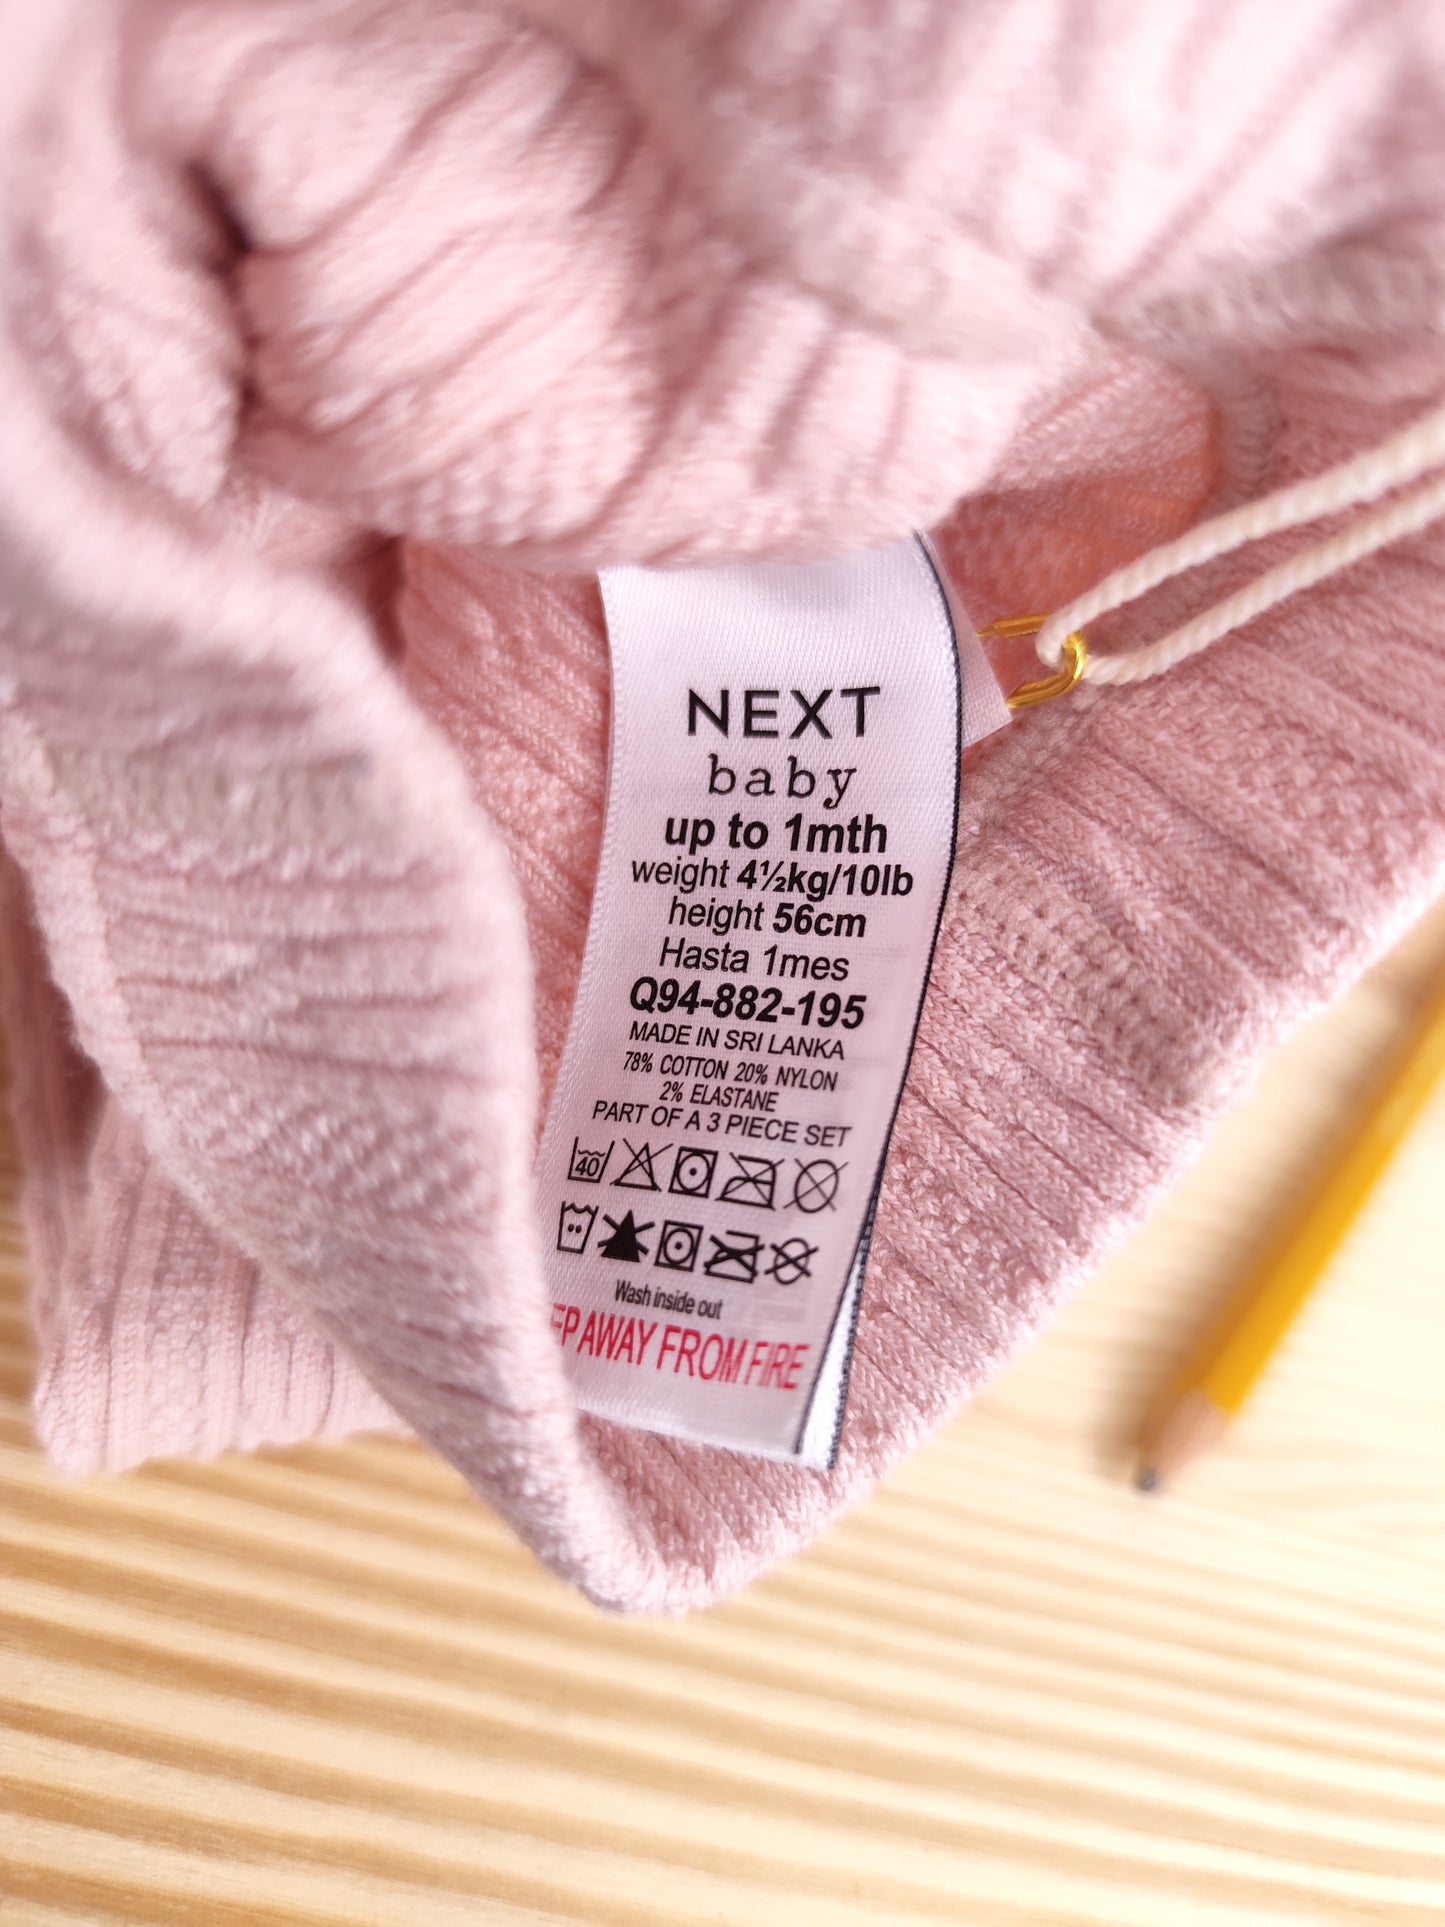 NEXT
baby
up to 1mth
weight 4½kg/10lb
height 56cm
Hasta 1mes
Q94-882-195
MADE IN SRI LANKA
78% COTTON 20% NYLON
2% ELASTANE
PART OF A 3 PIECE SET
40
Wash inside out
AWAY FROM FIRE